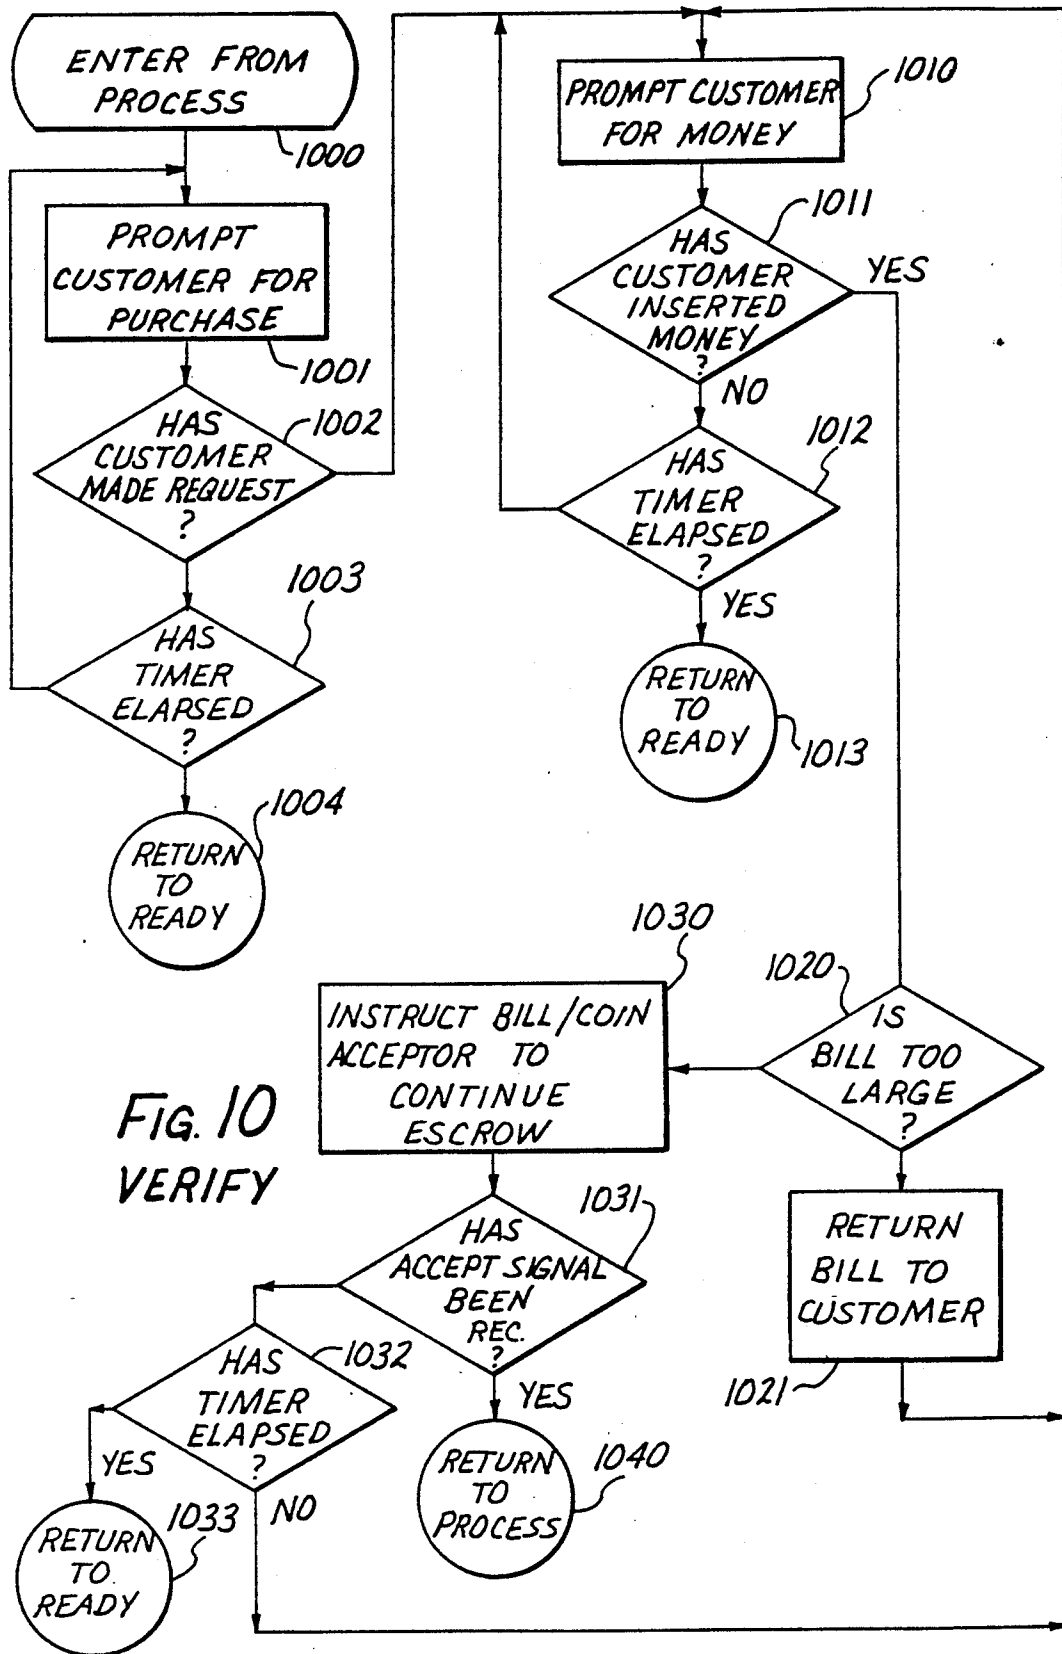 ENTER FROM
PROCESS
1000
PROMPT
CUSTOMER FOR
PURCHASE
1001
HAS
CUSTOMER
MADE REQUEST
?
1002
HAS
TIMER
ELAPSED
?
1003
RETURN
TO
READY
1004
PROMPT CUSTOMER
FOR MONEY
1010
HAS
CUSTOMER
INSERTED
MONEY
?
1011
YES
NO
HAS
TIMER
ELAPSED
?
1012
YES
RETURN
TO
READY
1013
IS
BILL TOO
LARGE
?
1020
RETURN
BILL TO
CUSTOMER
1021
INSTRUCT BILL/COIN
ACCEPTOR TO
CONTINUE
ESCROW
1030
HAS
ACCEPT SIGNAL
BEEN
REC.
?
1031
YES
RETURN
TO
PROCESS
1040
HAS
TIMER
ELAPSED
?
1032
YES
NO
RETURN
TO
READY
1033
FIG. 10
VERIFY